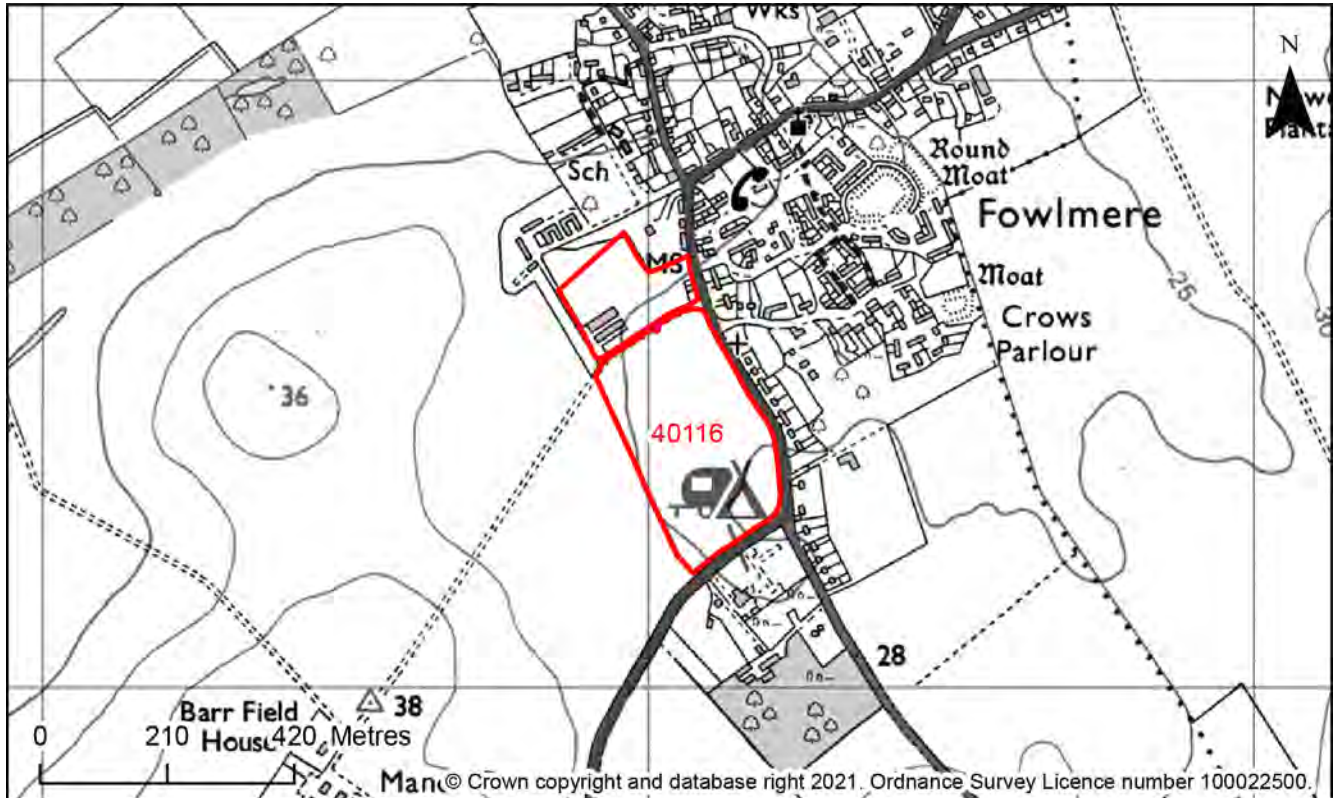 Wks
N
Sch
Round
Moat
Fowlmere
MS
Moat
25
Crows
Parlour
36
40116
28
38
Barr Field
House
0 210 420 Metres
© Crown copyright and database right 2021. Ordnance Survey Licence number 100022500.